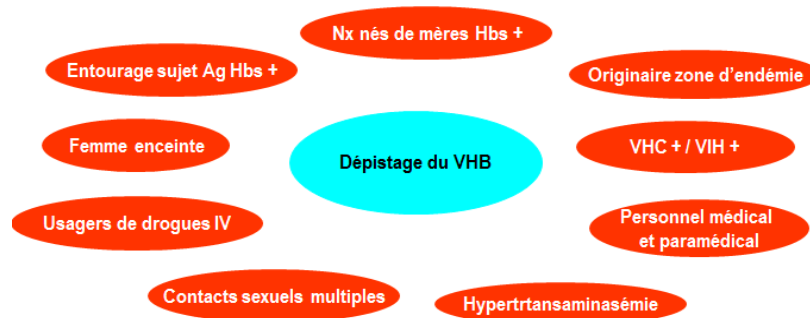 Nx nés de mères Hbs +
Entourage sujet Ag Hbs +
Originaire zone d'endémie
Femme enceinte
Dépistage du VHB
VHC + / VIH +
Usagers de drogues IV
Personnel médical
et paramédical
Contacts sexuels multiples
Hypertrtansaminasémie